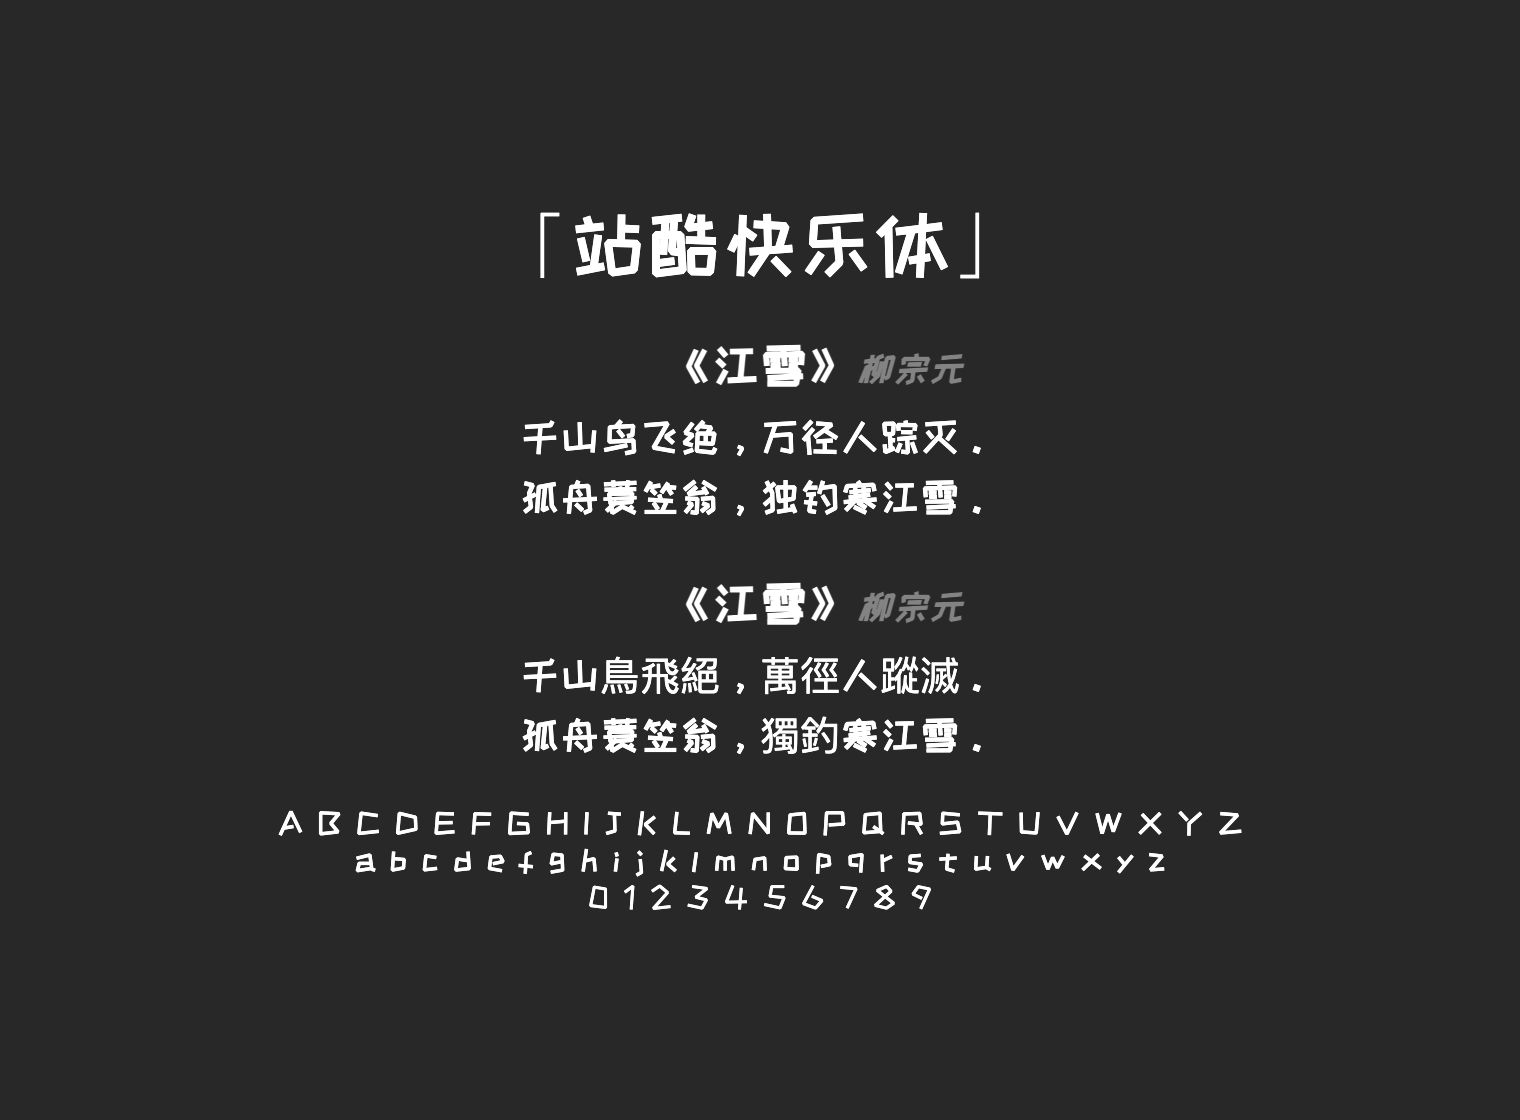 「站酷快乐体」
《江雪》 柳宗元
千山鸟飞绝，万径人踪灭.
孤舟蓑笠翁，独钓寒江雪.
《江雪》 柳宗元
千山鳥飛絕，萬徑人蹤滅.
孤舟蓑笠翁，獨釣寒江雪.
A B C D E F G H I J K L M N O P Q R S T U V W X Y Z
a b c d e f g h i j k l m n o p q r s t u v w x y z
0 1 2 3 4 5 6 7 8 9